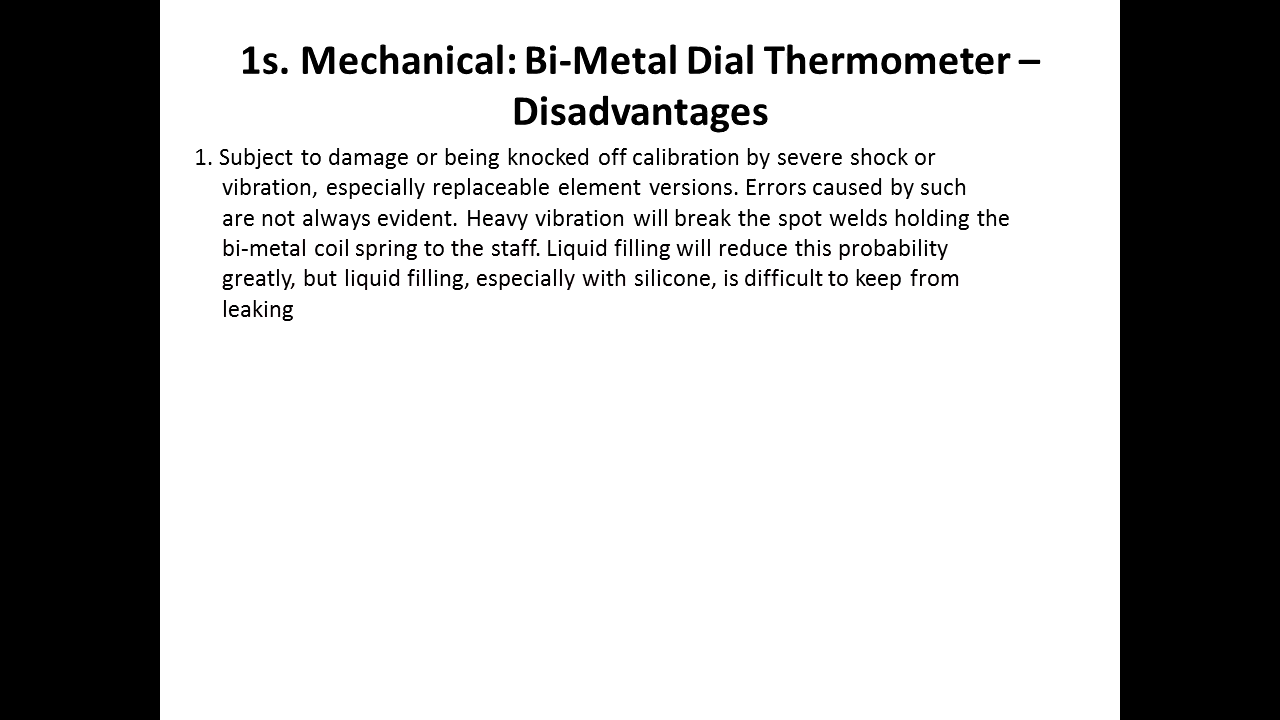 1s. Mechanical: Bi-Metal Dial Thermometer –
Disadvantages
1. Subject to damage or being knocked off calibration by severe shock or
vibration, especially replaceable element versions. Errors caused by such
are not always evident. Heavy vibration will break the spot welds holding the
bi-metal coil spring to the staff. Liquid filling will reduce this probability
greatly, but liquid filling, especially with silicone, is difficult to keep from
leaking